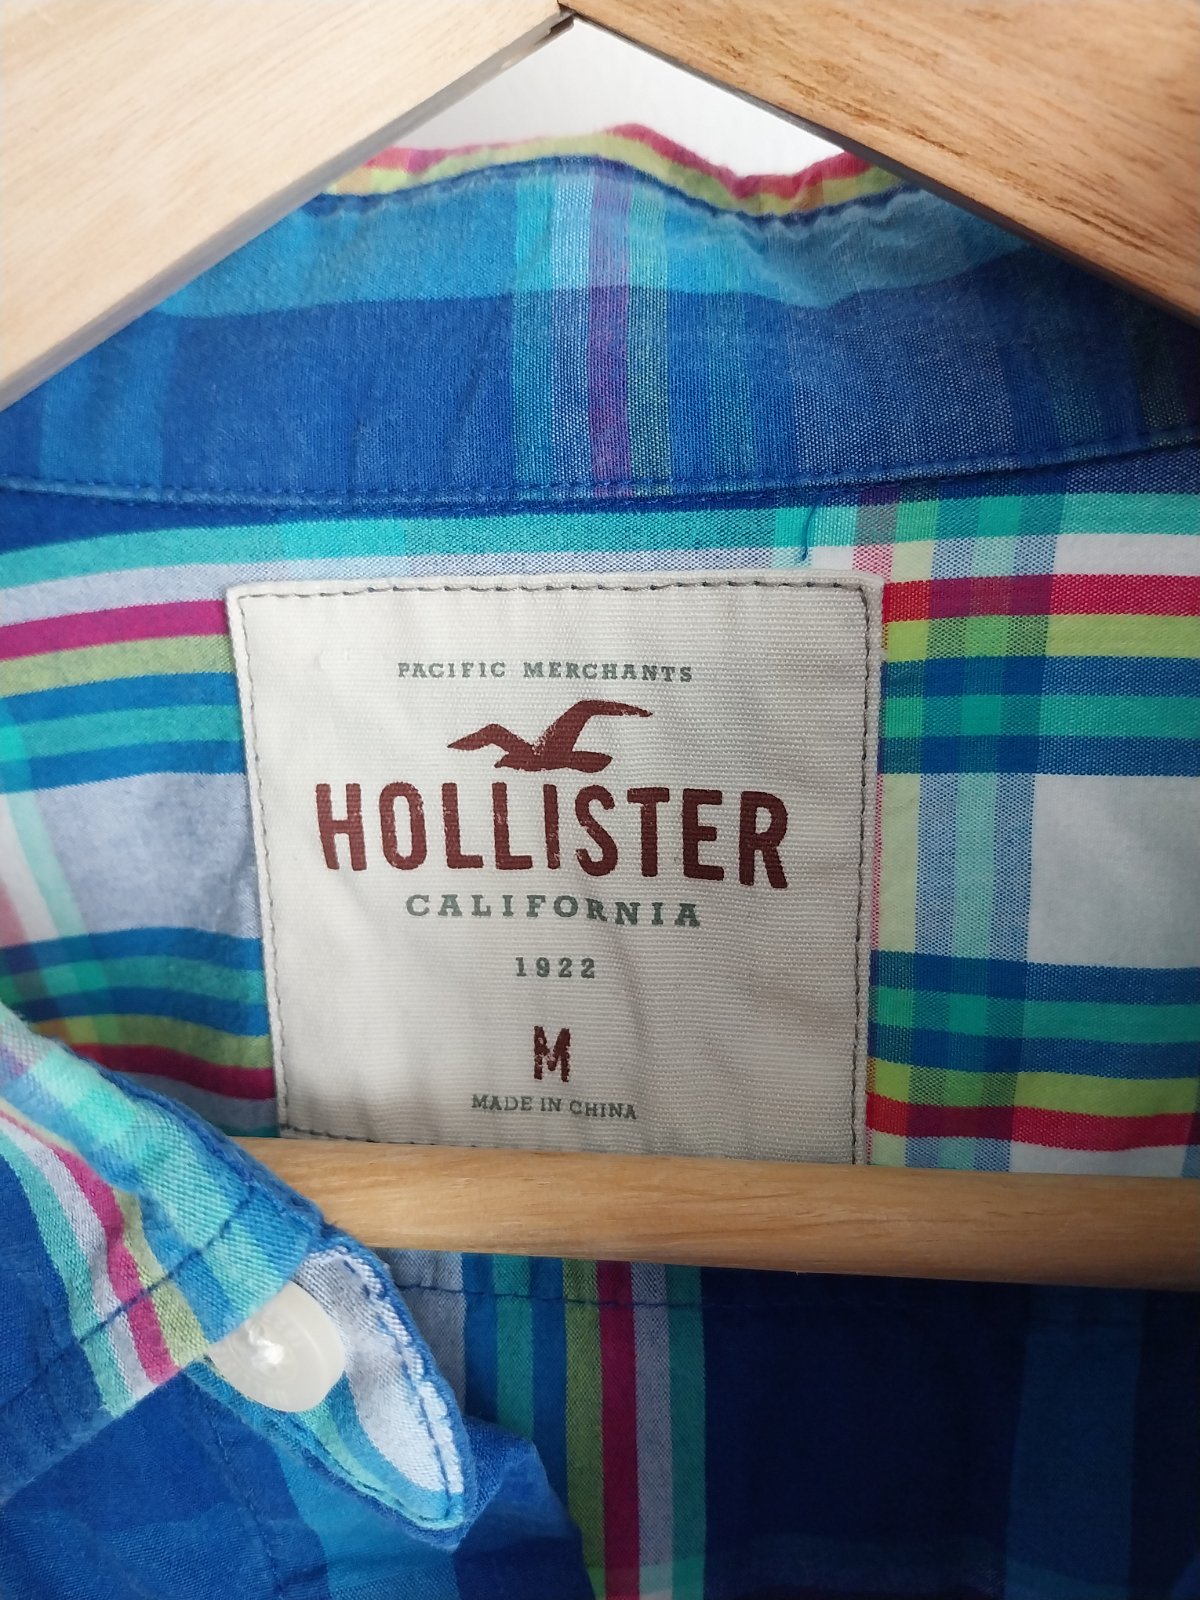 PACIFIC MERCHANTS
HOLLISTER
CALIFORNIA
1922
M
MADE IN CHINA